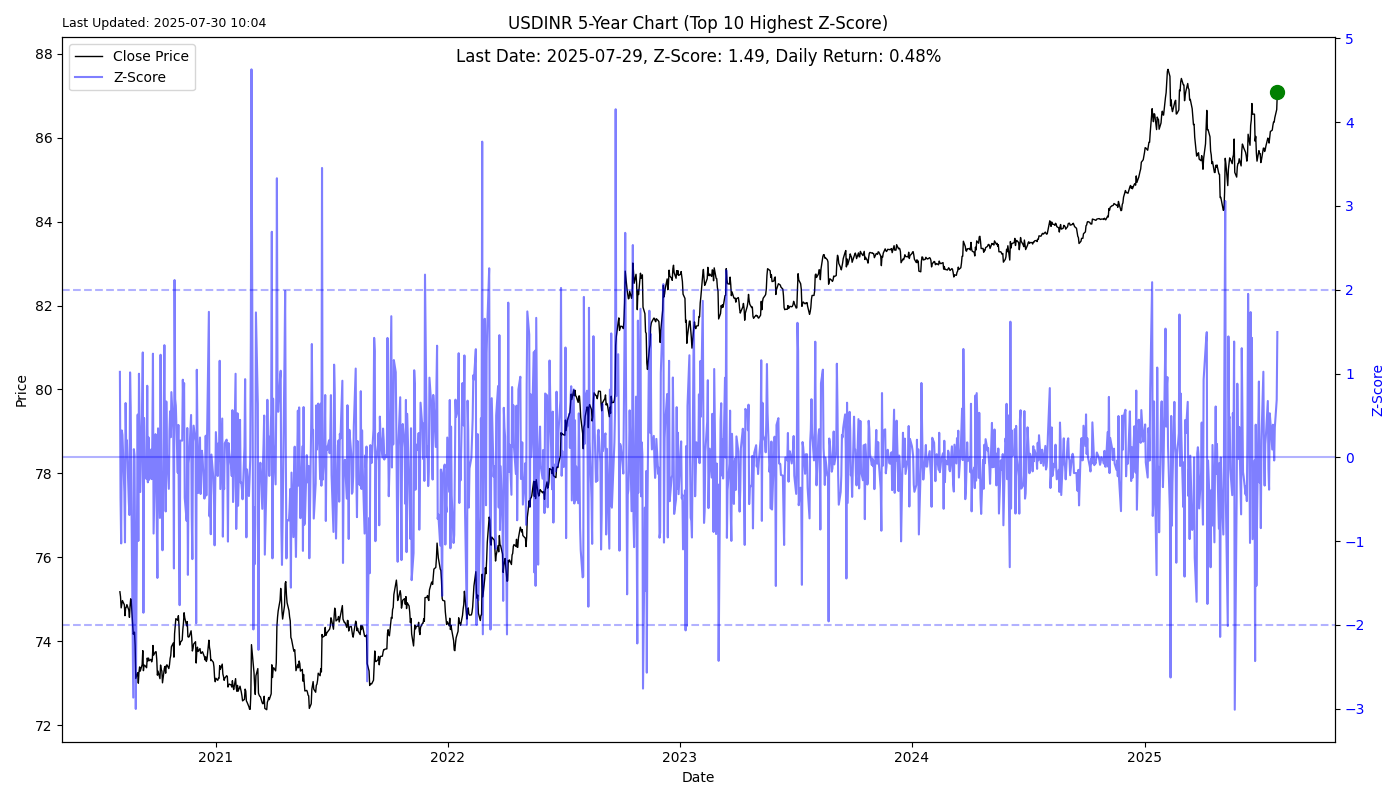 Last Updated: 2025-07-30 10:04
USDINR 5-Year Chart (Top 10 Highest Z-Score)
Last Date: 2025-07-29, Z-Score: 1.49, Daily Return: 0.48%
Close Price
Z-Score
88
86
84
82
80
78
76
74
72
Price
5
4
3
2
1
0
−1
−2
−3
Z-Score
2021
2022
2023
2024
2025
Date